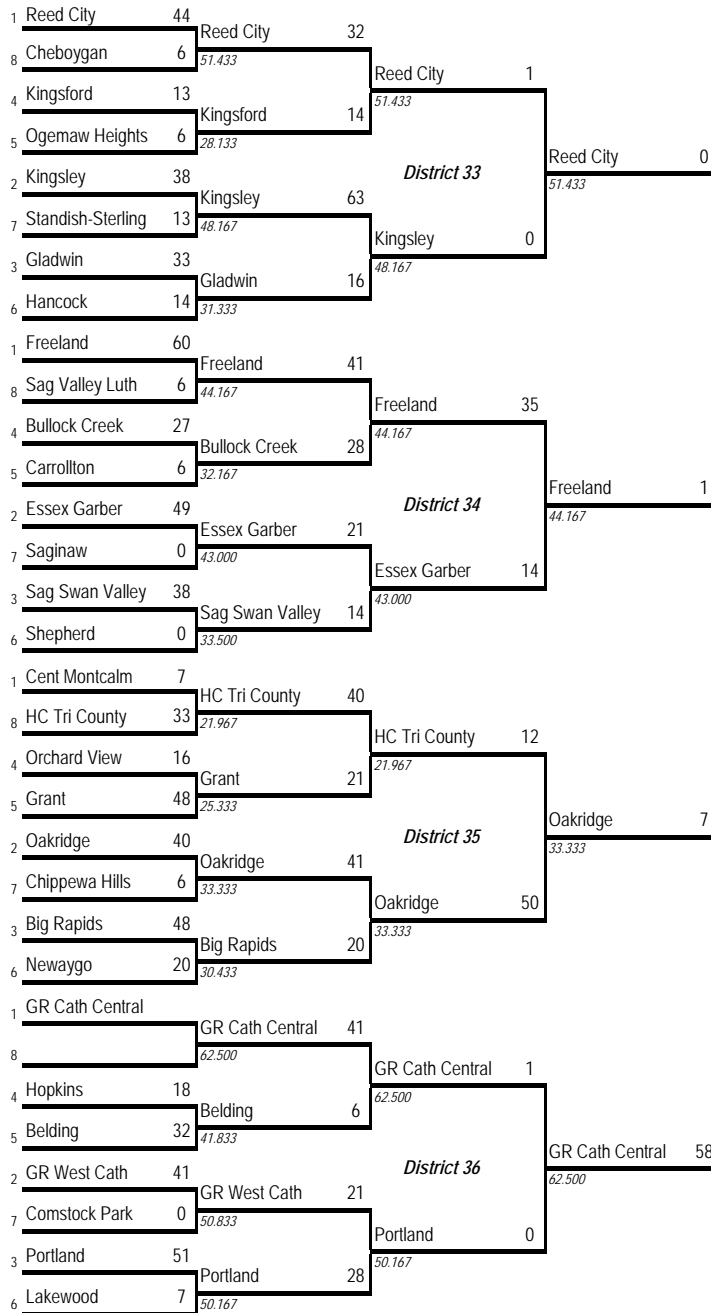 1 Reed City 44
Reed City 32
8 Cheboygan 6
51.433
Reed City 1
4 Kingsford 13
51.433
Kingsford 14
5 Ogemaw Heights 6
28.133
Reed City 0
District 33
2 Kingsley 38
51.433
Kingsley 63
7 Standish-Sterling 13
48.167
Kingsley 0
3 Gladwin 33
48.167
Gladwin 16
6 Hancock 14
31.333
1 Freeland 60
Freeland 41
8 Sag Valley Luth 6
44.167
Freeland 35
4 Bullock Creek 27
44.167
Bullock Creek 28
5 Carrollton 6
32.167
Freeland 1
District 34
2 Essex Garber 49
44.167
Essex Garber 21
7 Saginaw 0
43.000
Essex Garber 14
3 Sag Swan Valley 38
43.000
Sag Swan Valley 14
6 Shepherd 0
33.500
1 Cent Montcalm 7
HC Tri County 40
8 HC Tri County 33
21.967
HC Tri County 12
4 Orchard View 16
21.967
Grant 21
5 Grant 48
25.333
Oakridge 7
District 35
2 Oakridge 40
33.333
Oakridge 41
7 Chippewa Hills 6
33.333
Oakridge 50
3 Big Rapids 48
33.333
Big Rapids 20
6 Newaygo 20
30.433
1 GR Cath Central
GR Cath Central 41
8
62.500
GR Cath Central 1
4 Hopkins 18
62.500
Belding 6
5 Belding 32
41.833
GR Cath Central 58
District 36
2 GR West Cath 41
62.500
GR West Cath 21
7 Comstock Park 0
50.833
Portland 0
3 Portland 51
50.167
Portland 28
6 Lakewood 7
50.167